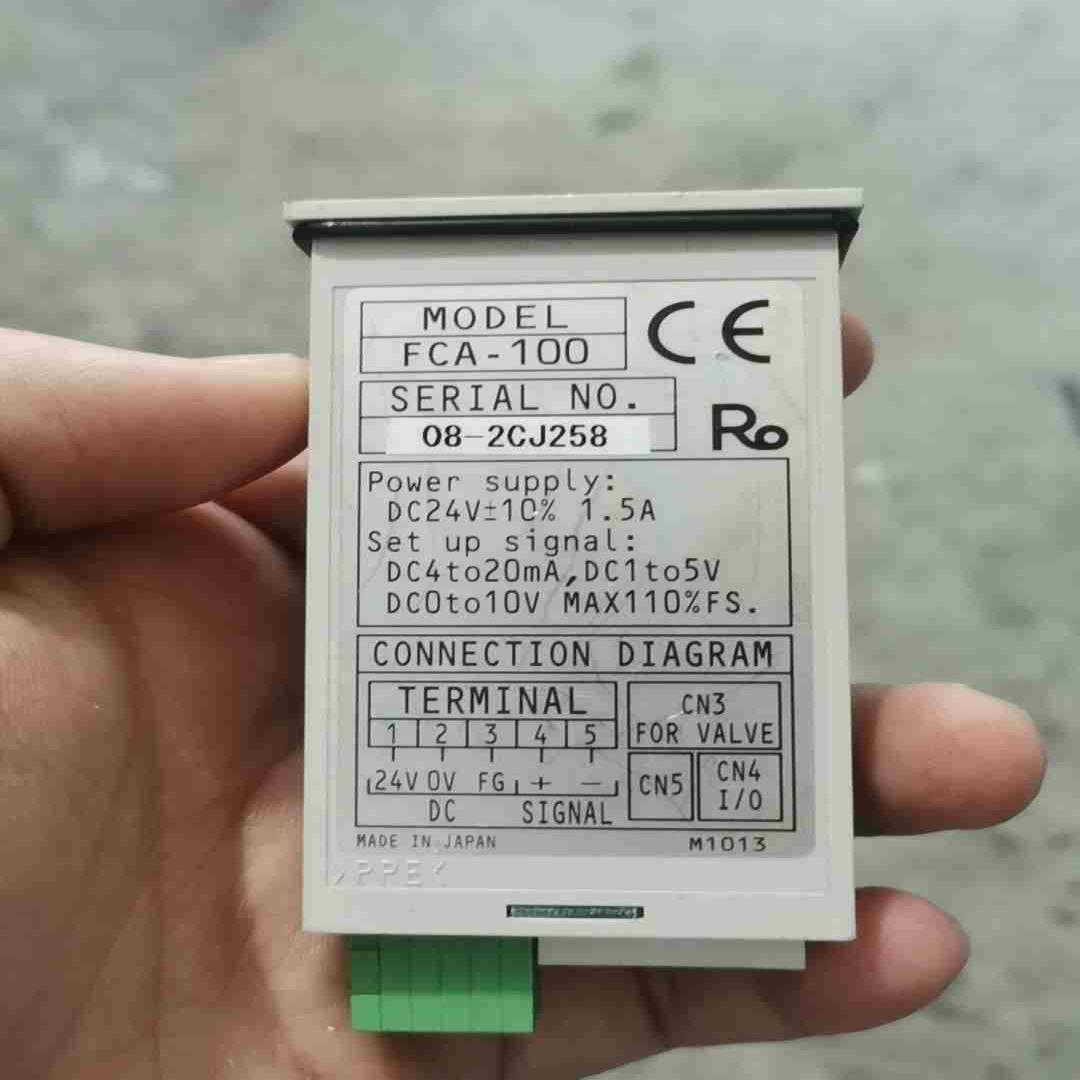 MODEL
FCA-100
CE
SERIAL NO.
08-2CJ258
Ro
Power supply:
DC24V±10% 1.5A
Set up signal:
DC4to20mA,DC1to5V
DC0to10V MAX110%FS.
CONNECTION DIAGRAM
TERMINAL
1 2 3 4 5
24V 0V FG + −
DC SIGNAL
CN3
FOR VALVE
CN5
CN4
I/O
MADE IN JAPAN
M1013
>PPE<